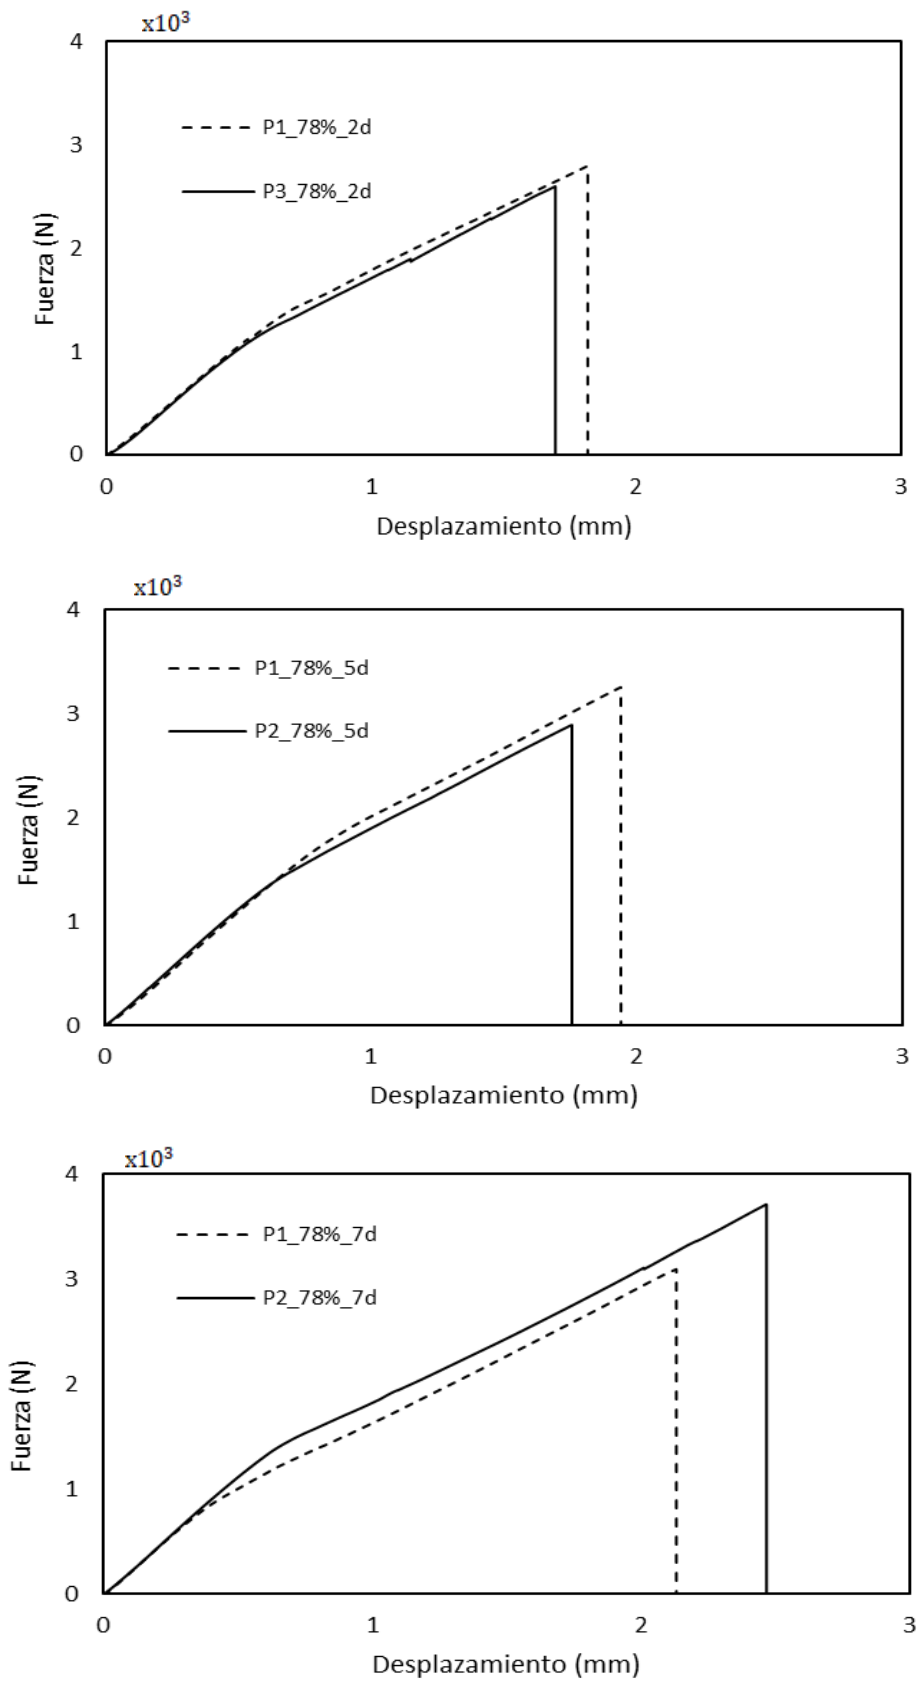 x10³
4
3
2
1
0
P1_78%_2d
P3_78%_2d
Fuerza (N)
0 1 2 3
Desplazamiento (mm)
x10³
4
3
2
1
0
P1_78%_5d
P2_78%_5d
Fuerza (N)
0 1 2 3
Desplazamiento (mm)
x10³
4
3
2
1
0
P1_78%_7d
P2_78%_7d
Fuerza (N)
0 1 2 3
Desplazamiento (mm)